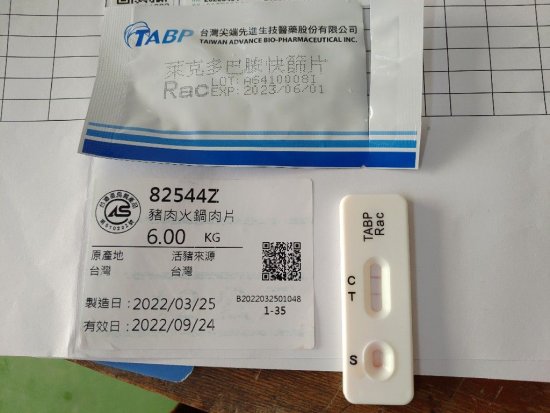 TABP 台灣尖端先進生技醫藥股份有限公司
TAIWAN ADVANCE BIO-PHARMACEUTICAL INC.
萊克多巴胺快篩片
Rac LOT: A6410008I
EXP: 2023/06/01
82544Z
豬肉火鍋肉片
6.00 KG
原產地 活豬來源
台灣 台灣
製造日：2022/03/25
有效日：2022/09/24
B2022032501048
1-35
TABP
Rac
C
T
S